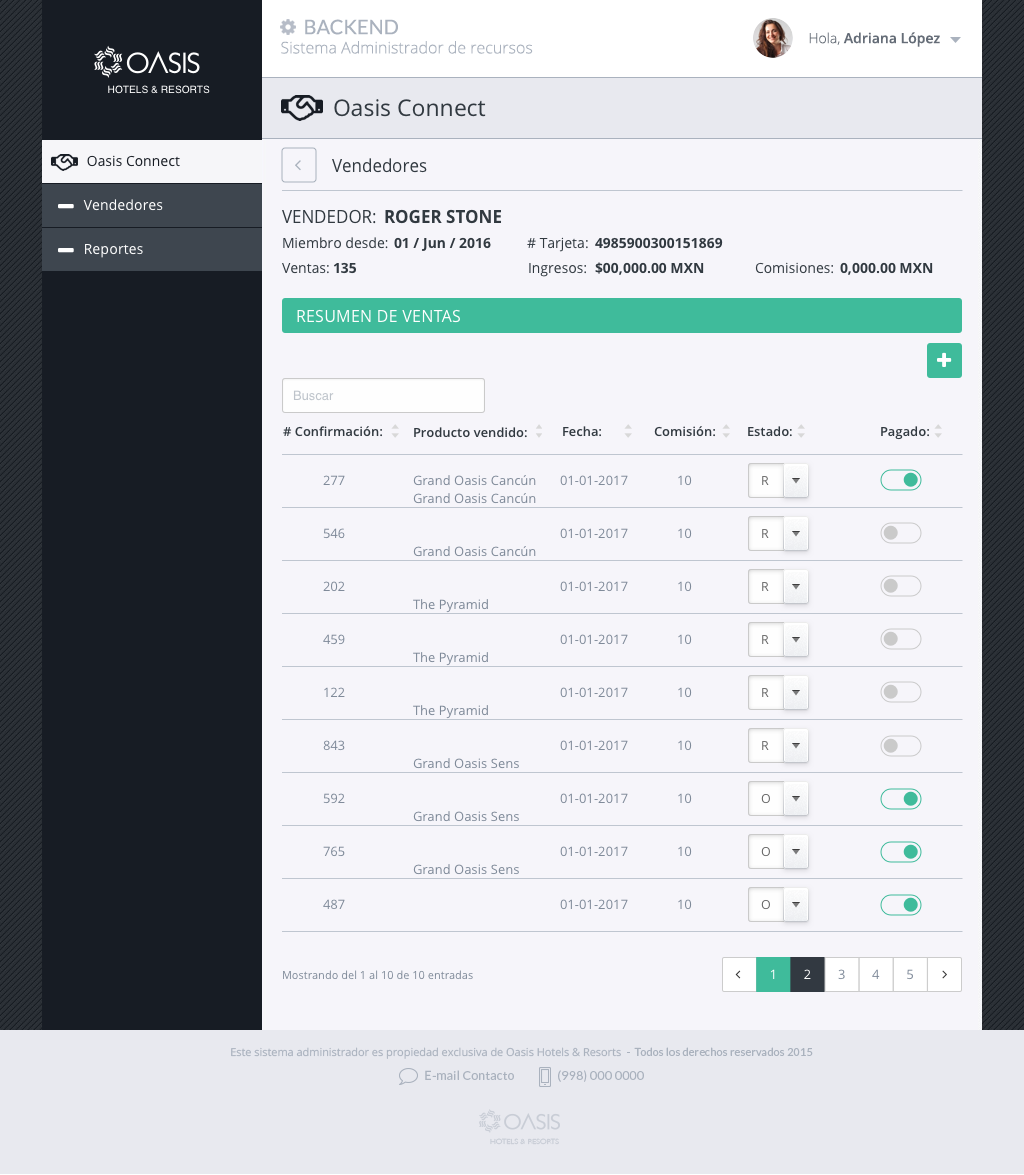 OASIS
HOTELS & RESORTS
BACKEND
Sistema Administrador de recursos
Hola, Adriana López
Oasis Connect
Oasis Connect
Vendedores
Reportes
Vendedores
VENDEDOR: ROGER STONE
Miembro desde: 01 / Jun / 2016 # Tarjeta: 4985900300151869
Ventas: 135 Ingresos: $00,000.00 MXN Comisiones: 0,000.00 MXN
RESUMEN DE VENTAS
Buscar
# Confirmación: Producto vendido: Fecha: Comisión: Estado: Pagado:
277 Grand Oasis Cancún 01-01-2017 10 R
Grand Oasis Cancún
546 01-01-2017 10 R
Grand Oasis Cancún
202 01-01-2017 10 R
The Pyramid
459 01-01-2017 10 R
The Pyramid
122 01-01-2017 10 R
The Pyramid
843 01-01-2017 10 R
Grand Oasis Sens
592 01-01-2017 10 O
Grand Oasis Sens
765 01-01-2017 10 O
Grand Oasis Sens
487 01-01-2017 10 O
Mostrando del 1 al 10 de 10 entradas
1 2 3 4 5
Este sistema administrador es propiedad exclusiva de Oasis Hotels & Resorts - Todos los derechos reservados 2015
E-mail Contacto (998) 000 0000
OASIS
HOTELS & RESORTS